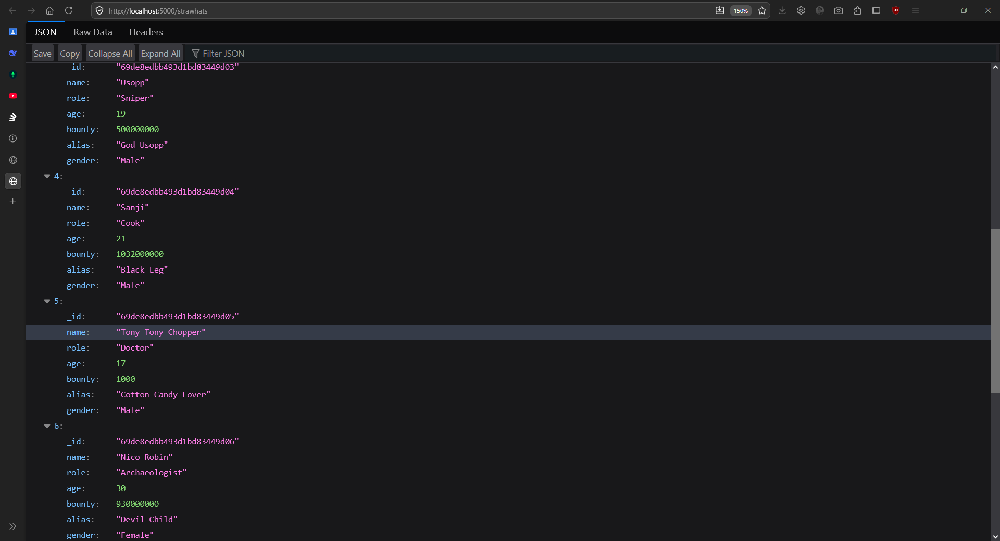 http://localhost:5000/strawhats
150%
JSON Raw Data Headers
Save Copy Collapse All Expand All Filter JSON
_id: "69de8edbb493d1bd83449d03"
name: "Usopp"
role: "Sniper"
age: 19
bounty: 500000000
alias: "God Usopp"
gender: "Male"
4:
_id: "69de8edbb493d1bd83449d04"
name: "Sanji"
role: "Cook"
age: 21
bounty: 1032000000
alias: "Black Leg"
gender: "Male"
5:
_id: "69de8edbb493d1bd83449d05"
name: "Tony Tony Chopper"
role: "Doctor"
age: 17
bounty: 1000
alias: "Cotton Candy Lover"
gender: "Male"
6:
_id: "69de8edbb493d1bd83449d06"
name: "Nico Robin"
role: "Archaeologist"
age: 30
bounty: 930000000
alias: "Devil Child"
gender: "Female"